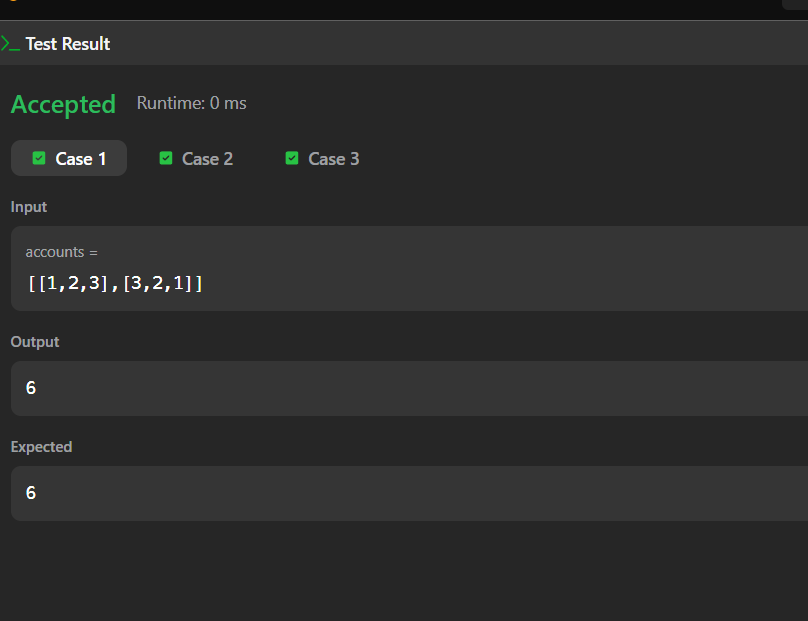 Test Result
Accepted Runtime: 0 ms
Case 1 Case 2 Case 3
Input
accounts =
[[1,2,3],[3,2,1]]
Output
6
Expected
6